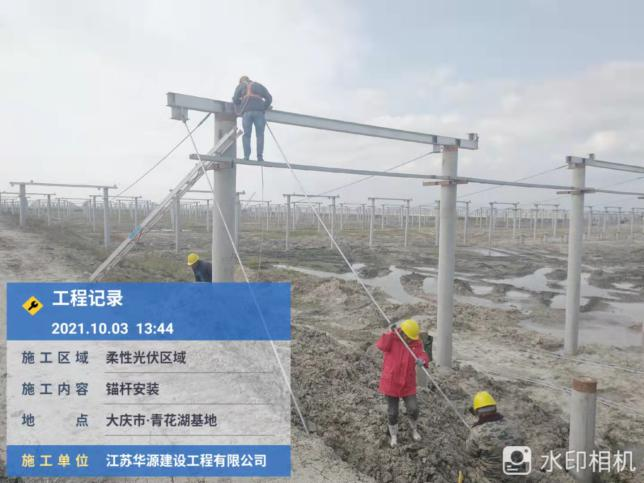 工程记录
2021.10.03 13:44
施工区域 柔性光伏区域
施工内容 锚杆安装
地点 大庆市·青花湖基地
施工单位 江苏华源建设工程有限公司
水印相机